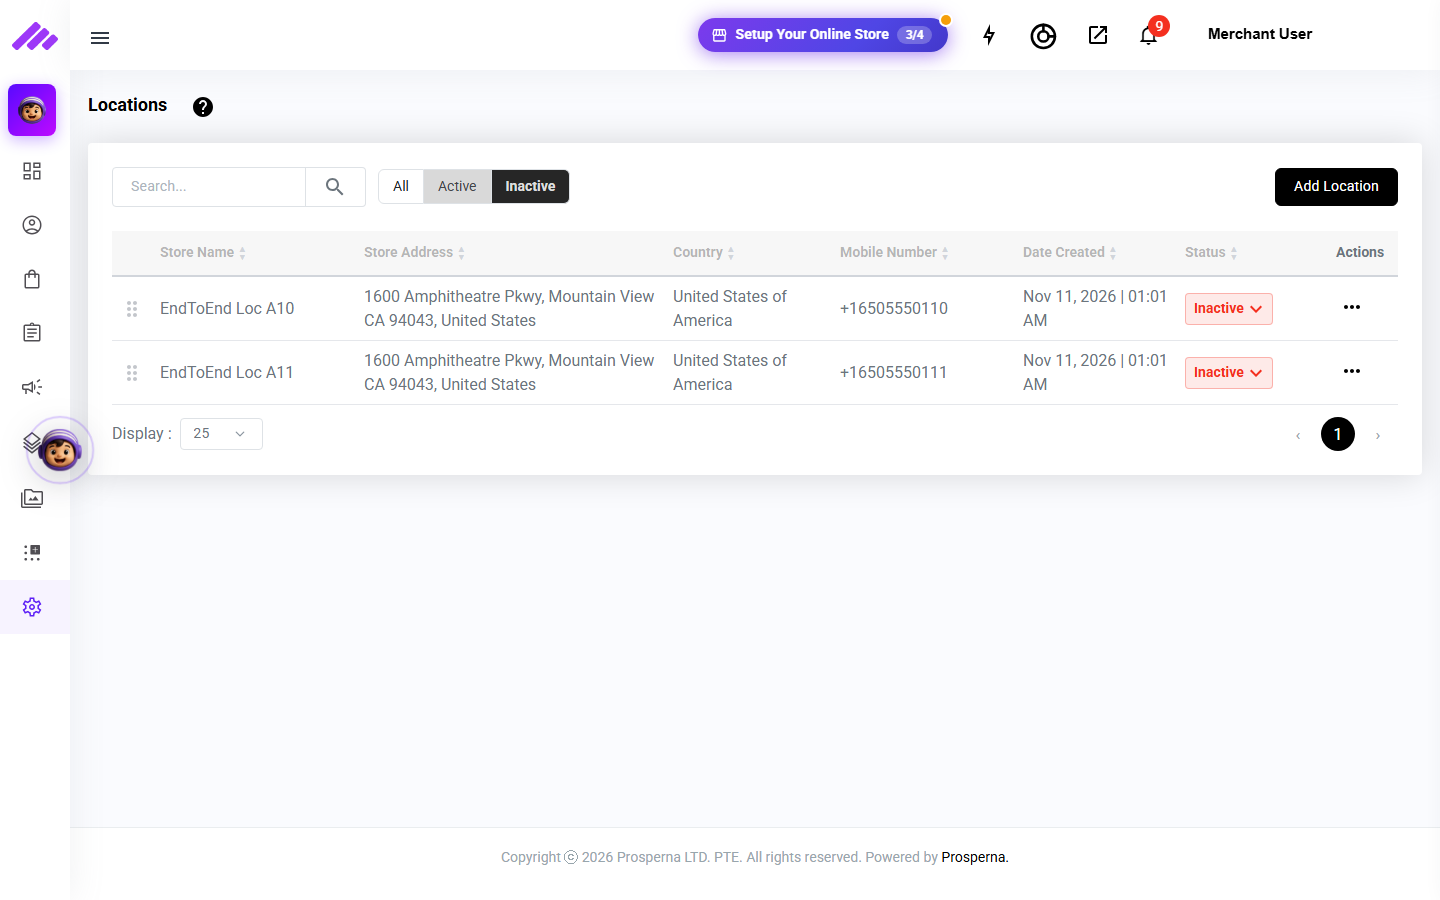 Setup Your Online Store 3/4
9
Merchant User
Locations
Search...
All Active Inactive
Add Location
Store Name Store Address Country Mobile Number Date Created Status Actions
EndToEnd Loc A10
1600 Amphitheatre Pkwy, Mountain View
CA 94043, United States
United States of
America
+16505550110
Nov 11, 2026 | 01:01
AM
Inactive
EndToEnd Loc A11
1600 Amphitheatre Pkwy, Mountain View
CA 94043, United States
United States of
America
+16505550111
Nov 11, 2026 | 01:01
AM
Inactive
Display : 25
‹ 1 ›
Copyright © 2026 Prosperna LTD. PTE. All rights reserved. Powered by Prosperna.